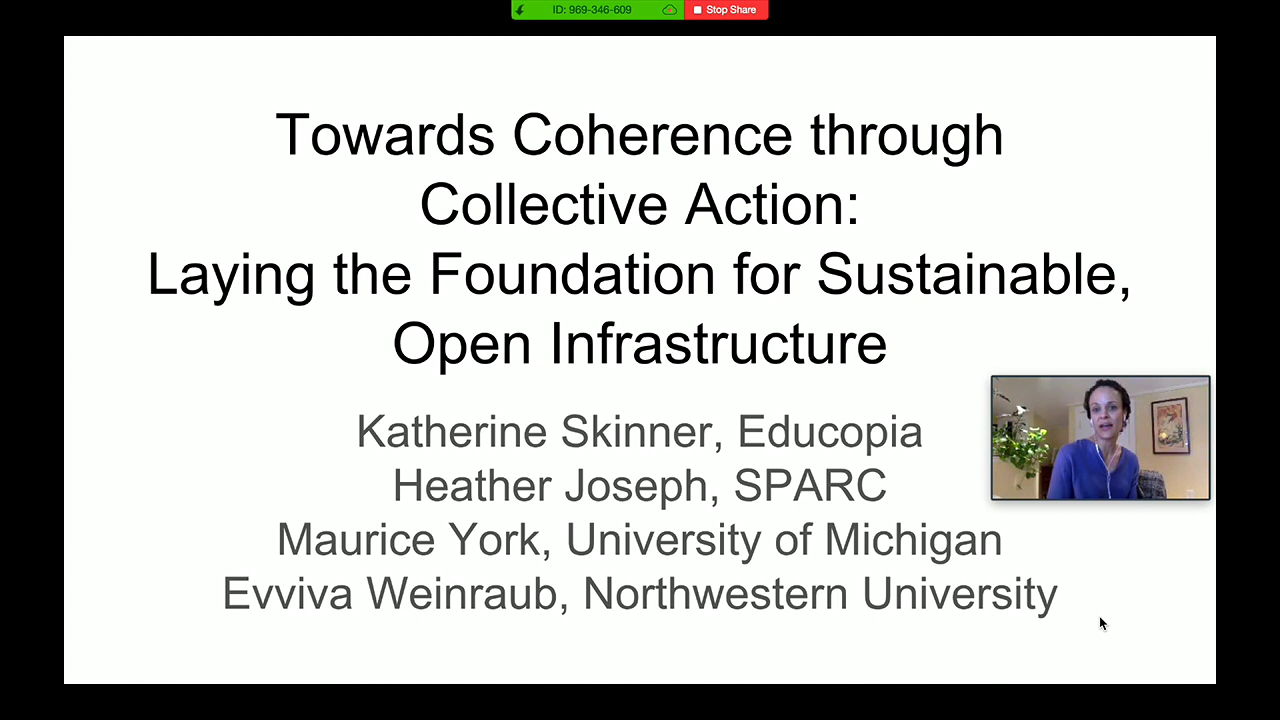 ID: 969-346-609
Stop Share
Towards Coherence through
Collective Action:
Laying the Foundation for Sustainable,
Open Infrastructure
Katherine Skinner, Educopia
Heather Joseph, SPARC
Maurice York, University of Michigan
Evviva Weinraub, Northwestern University